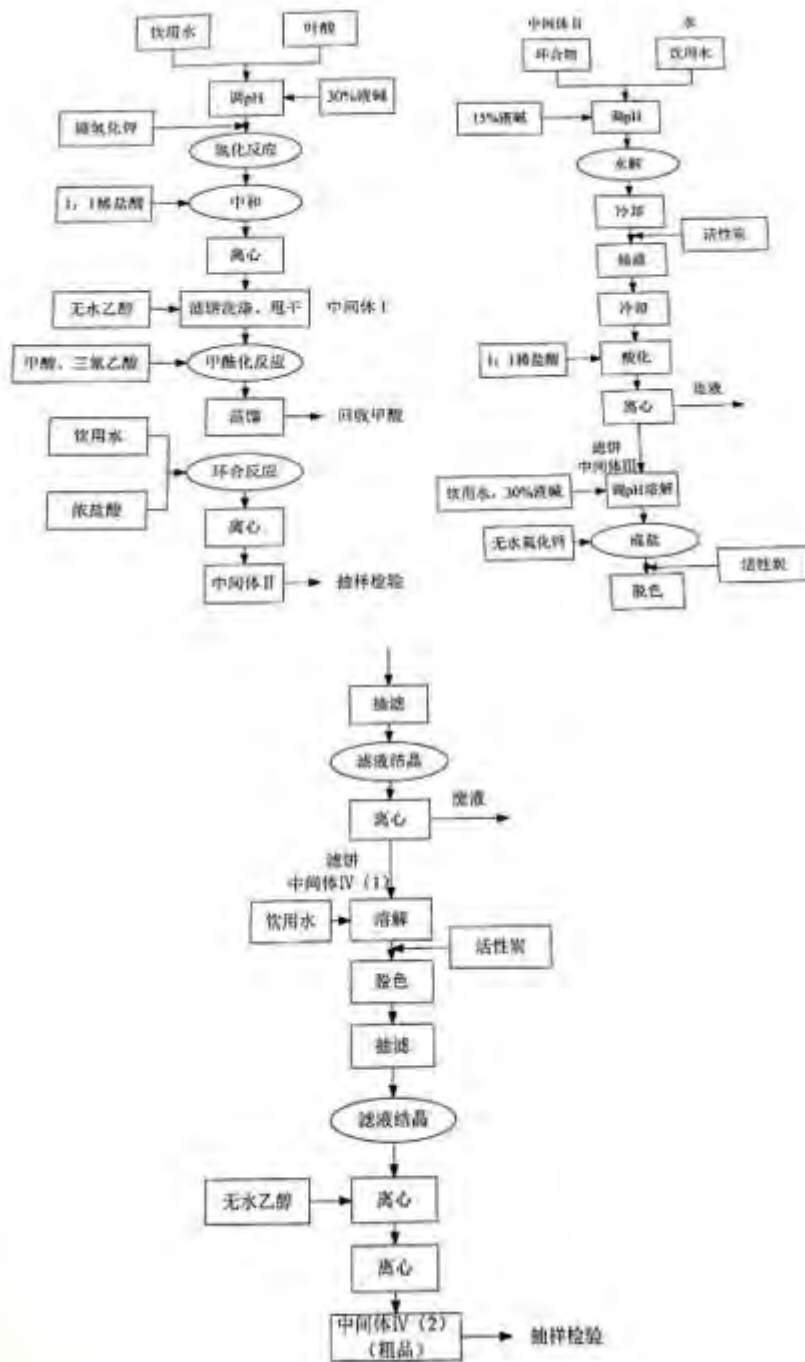 饮用水
叶酸
调pH
30%液碱
硼氢化钾
氢化反应
1：1稀盐酸
中和
离心
无水乙醇
滤饼洗涤、甩干
中间体Ⅰ
甲酸、三氟乙酸
甲酰化反应
蒸馏
回收甲酸
饮用水
环合反应
浓盐酸
离心
中间体Ⅱ
抽样检验
中间体Ⅱ
水
环合物
饮用水
15%液碱
调pH
水解
冷却
活性炭
抽滤
冷却
1：1稀盐酸
酸化
离心
滤饼
中间体Ⅲ
饮用水，30%液碱
调pH溶解
无水氯化钙
成盐
活性炭
脱色
抽滤
滤液结晶
离心
废液
滤饼
中间体Ⅳ（1）
饮用水
溶解
活性炭
脱色
抽滤
滤液结晶
无水乙醇
离心
离心
中间体Ⅳ（2）
（粗品）
抽样检验